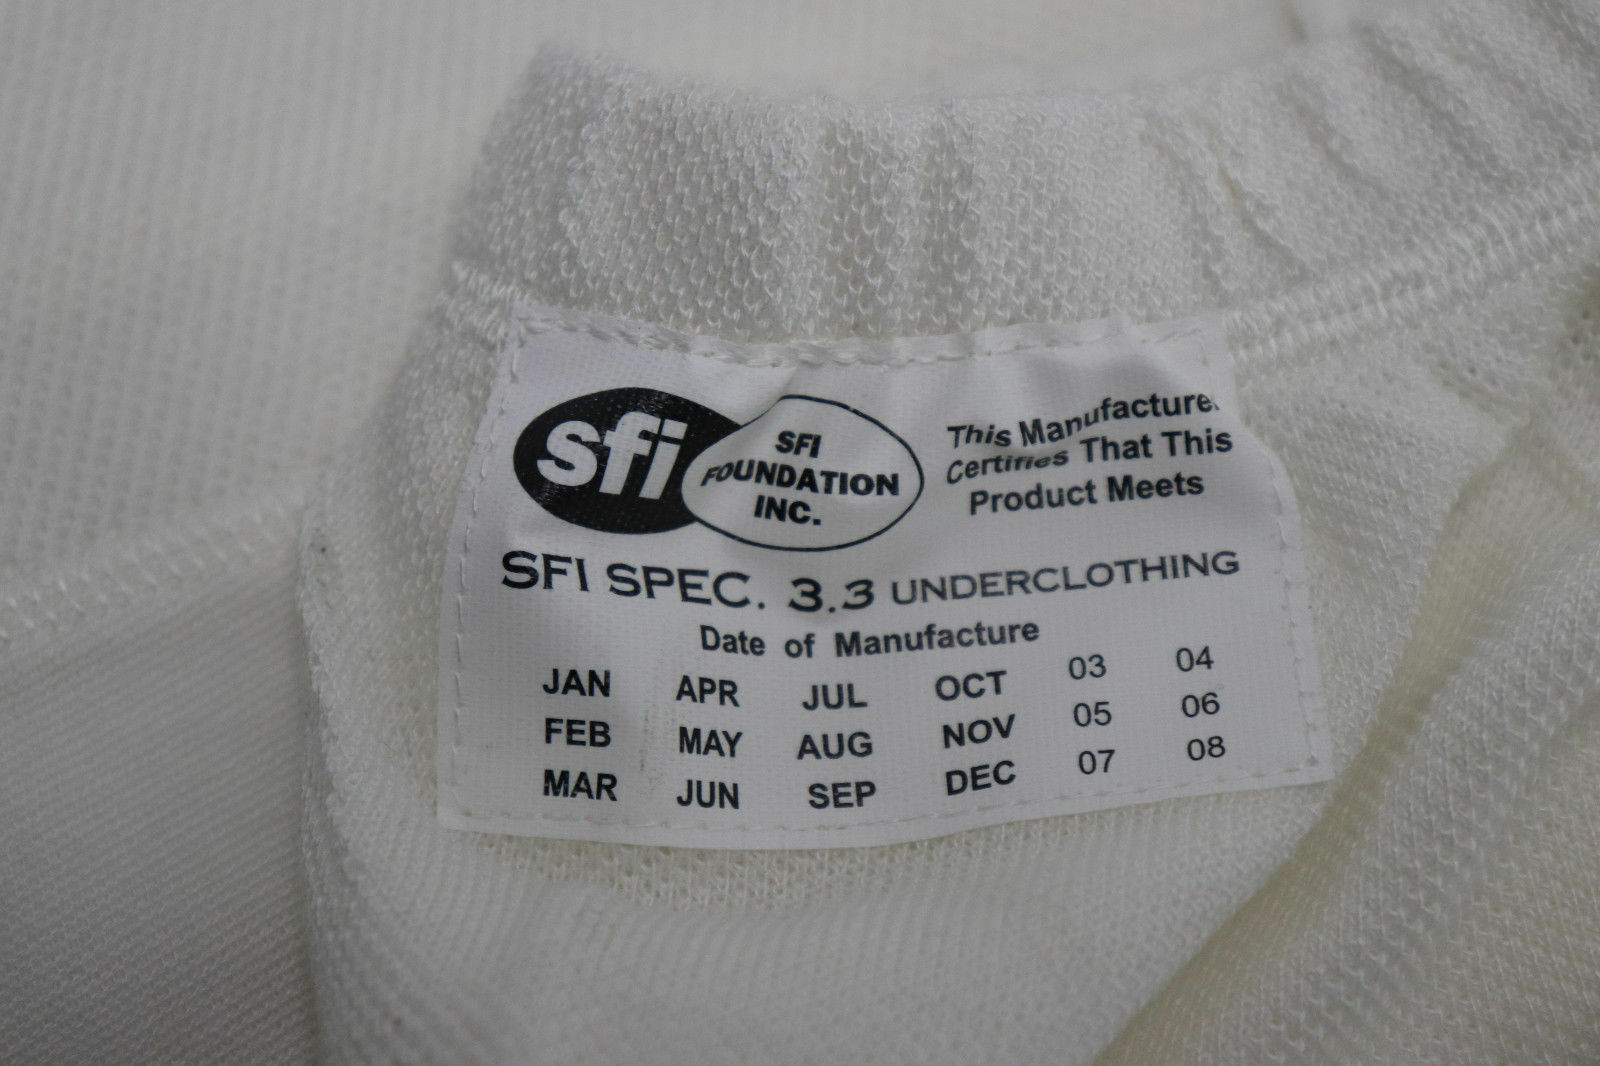 sfi
SFI
FOUNDATION
INC.
This Manufacturer
Certifies That This
Product Meets
SFI SPEC. 3.3 UNDERCLOTHING
Date of Manufacture
JAN APR JUL OCT 03 04
FEB MAY AUG NOV 05 06
MAR JUN SEP DEC 07 08